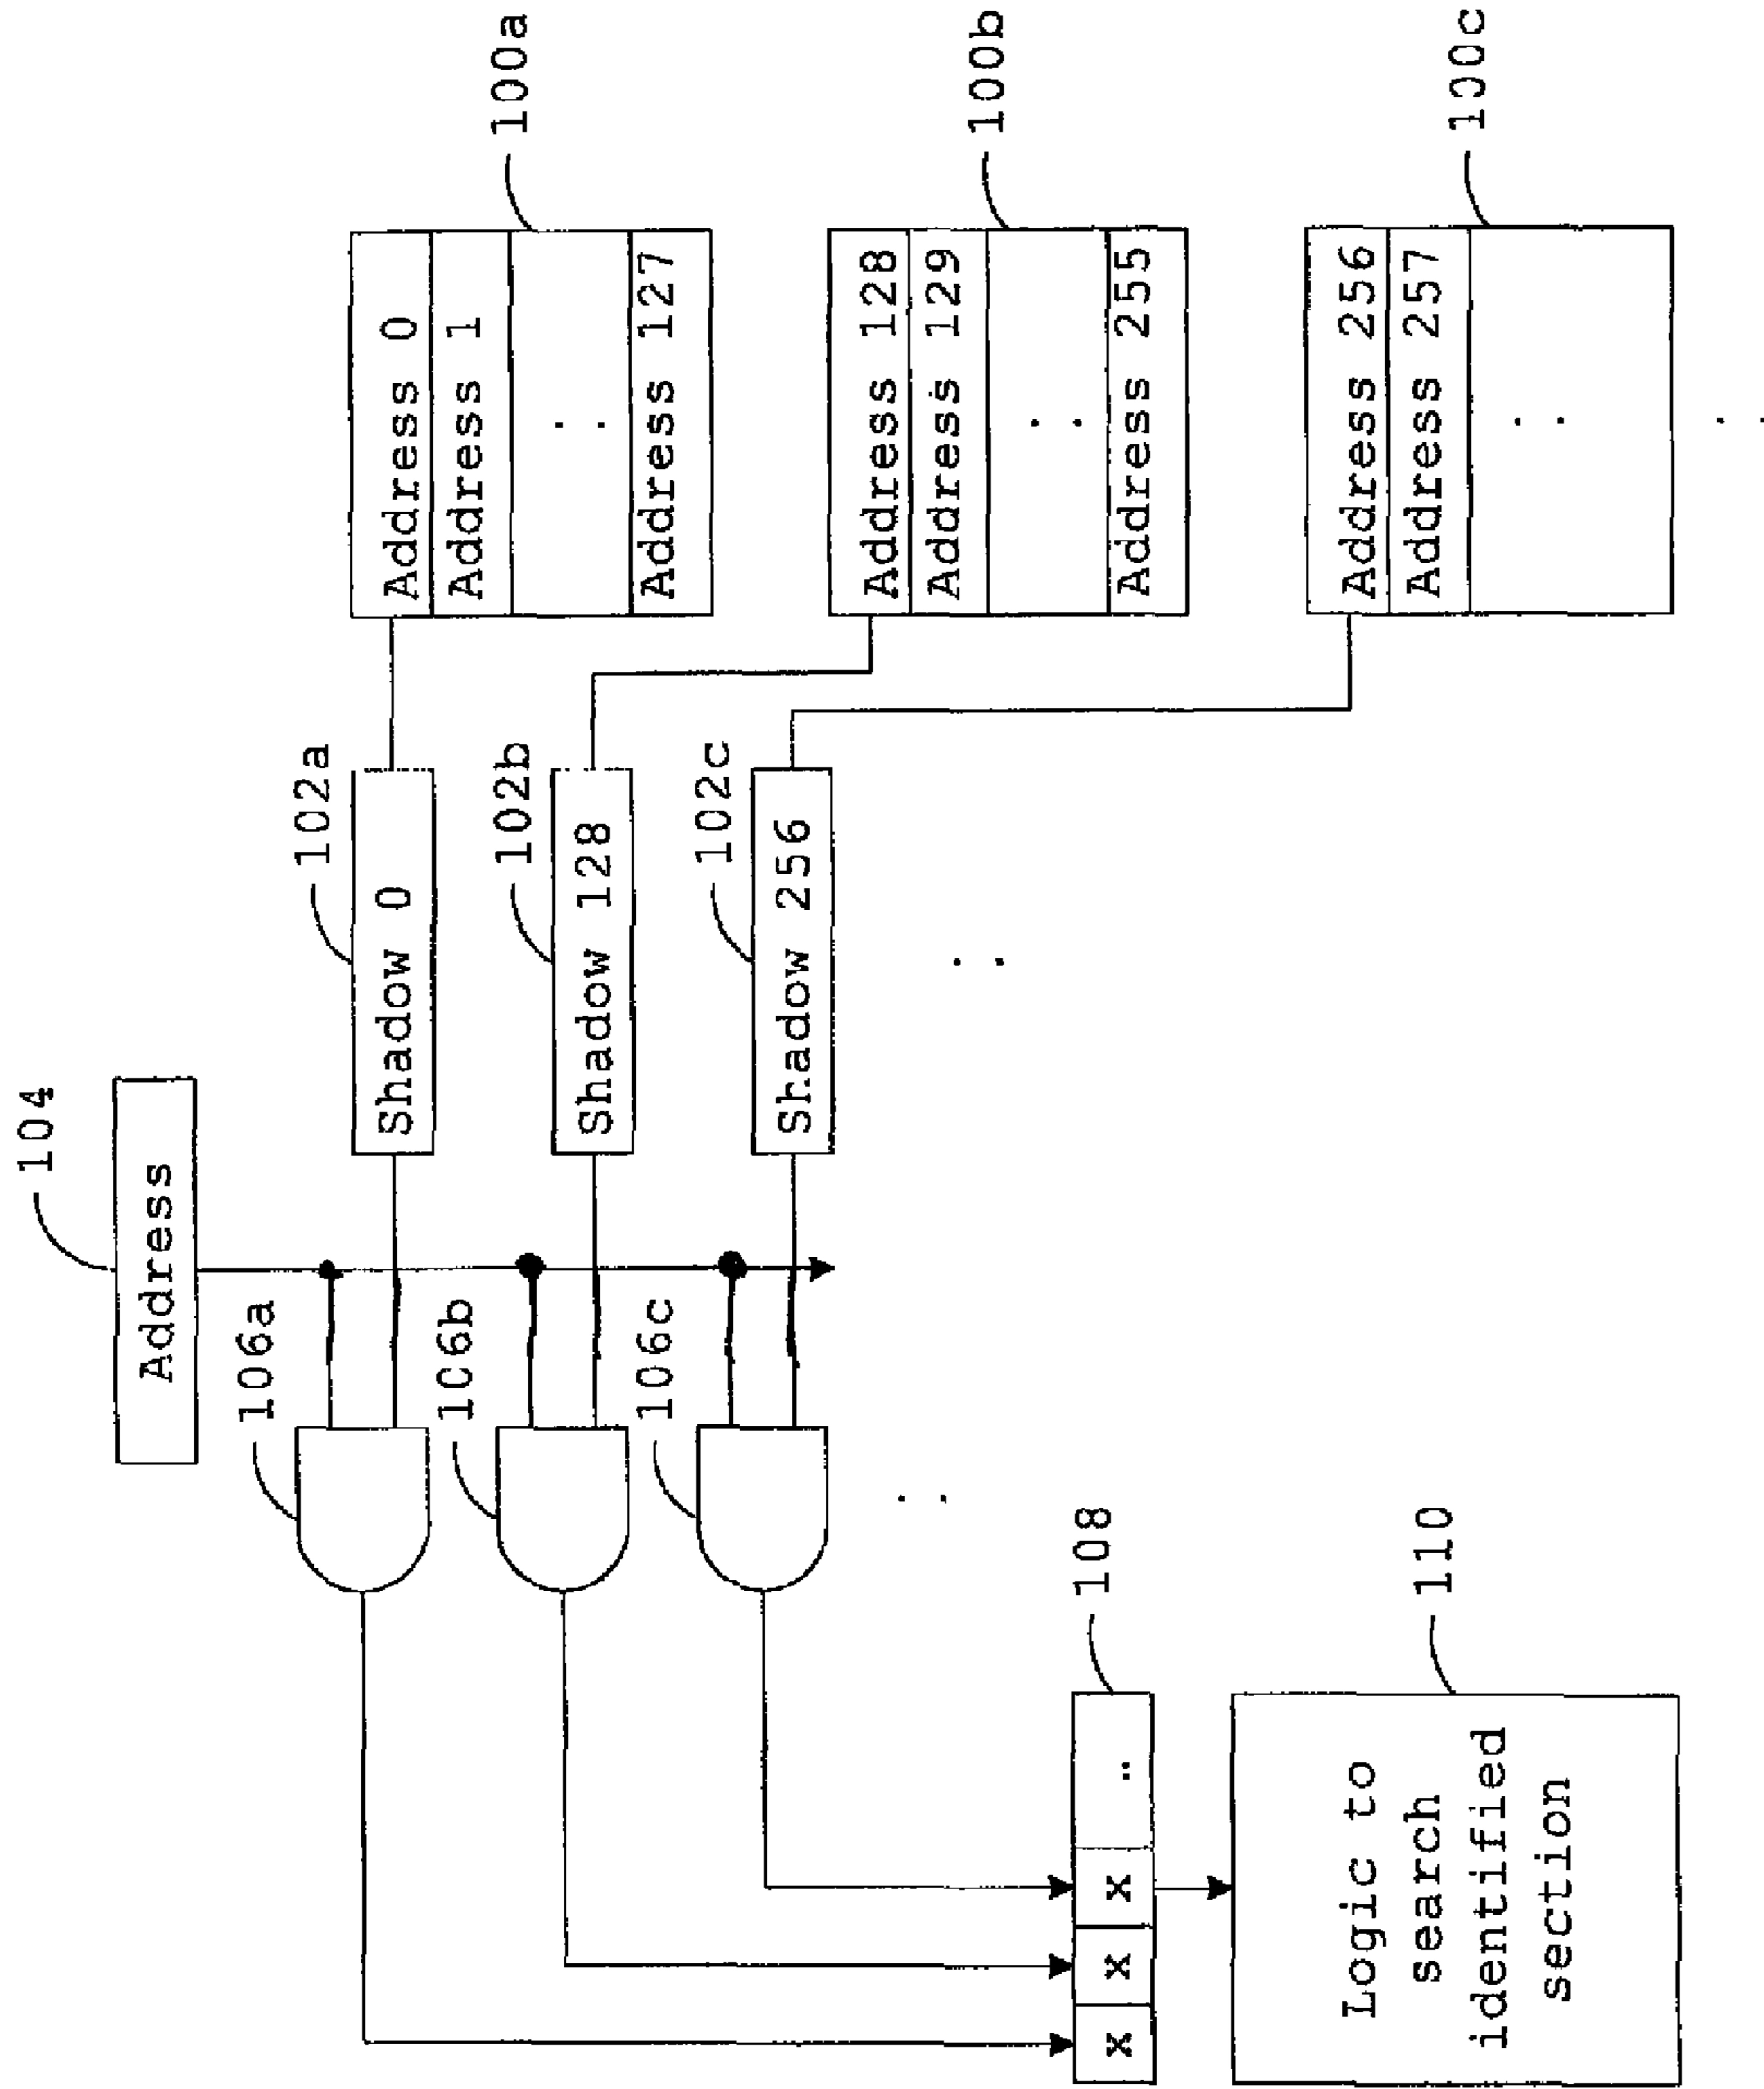 104
Address
106a
106b
106c
102a
Shadow 0
102b
Shadow 128
102c
Shadow 256
..
..
100a
Address 0
Address 1
..
Address 127
100b
Address 128
Address 129
..
Address 255
100c
Address 256
Address 257
..
..
108
x
x
x
..
110
Logic to
search
identified
section